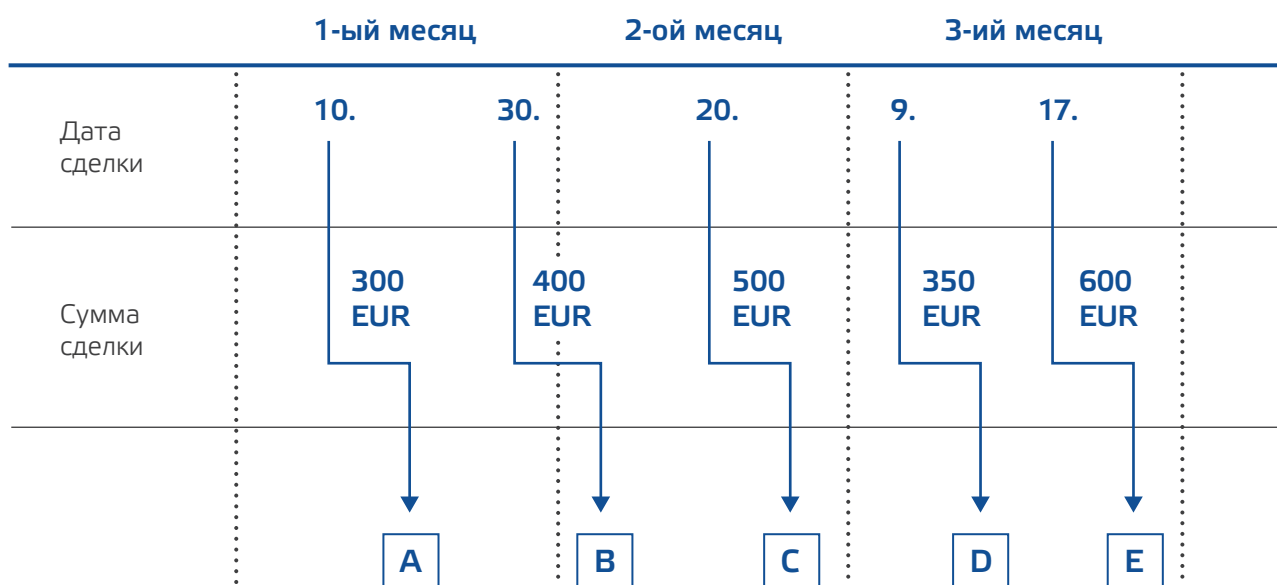 1-ый месяц 2-ой месяц 3-ий месяц
Дата
сделки
10. 30. 20. 9. 17.
Сумма
сделки
300
EUR
400
EUR
500
EUR
350
EUR
600
EUR
A B C D E